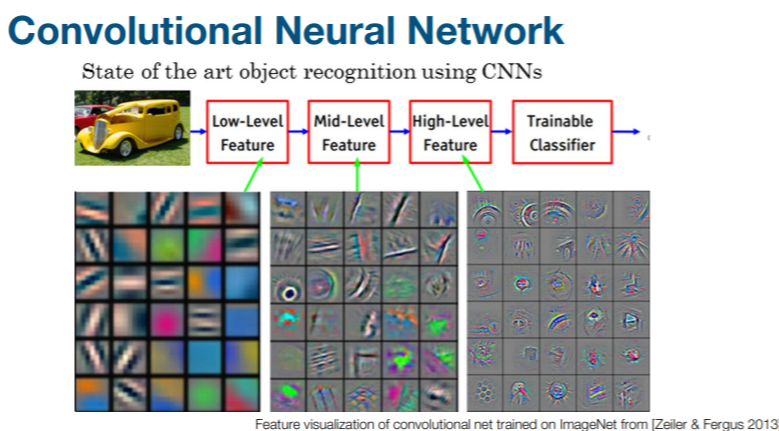 Convolutional Neural Network
State of the art object recognition using CNNs
Low-Level
Feature
Mid-Level
Feature
High-Level
Feature
Trainable
Classifier
Feature visualization of convolutional net trained on ImageNet from [Zeiler & Fergus 2013